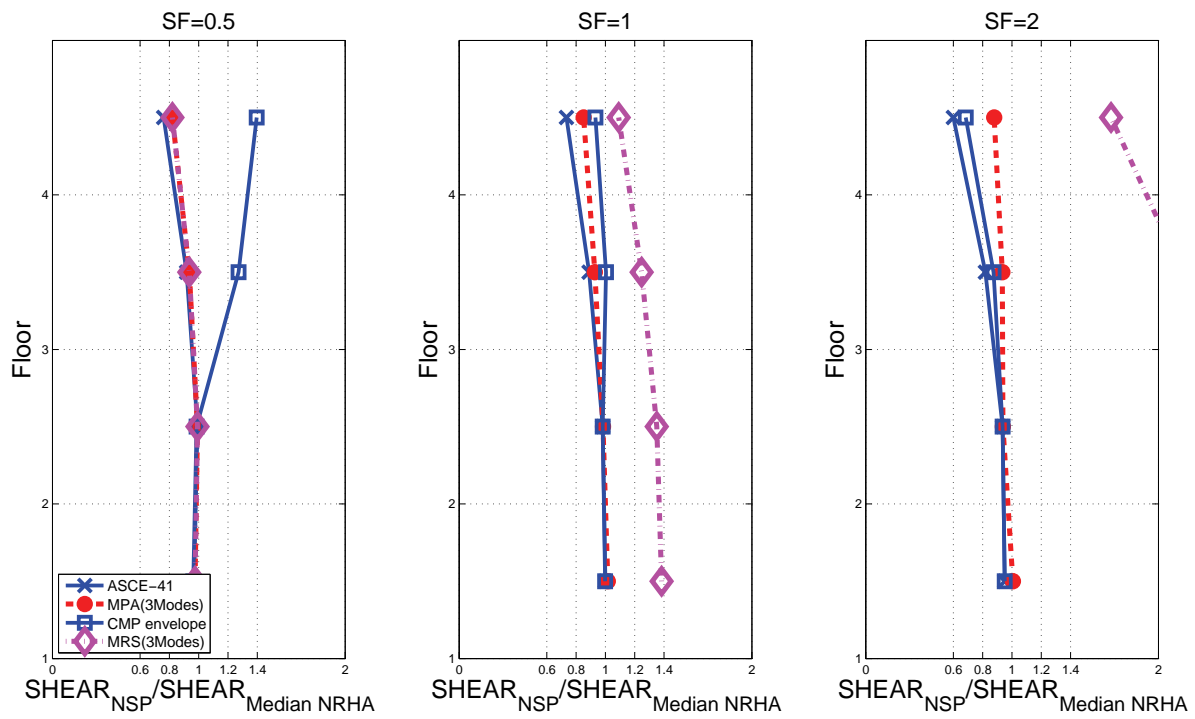 SF=0.5
4
3
2
1
0 0.6 0.8 1 1.2 1.4 2
Floor
SHEAR_NSP/SHEAR_Median NRHA
ASCE−41
MPA(3Modes)
CMP envelope
MRS(3Modes)
SF=1
4
3
2
1
0 0.6 0.8 1 1.2 1.4 2
Floor
SHEAR_NSP/SHEAR_Median NRHA
SF=2
4
3
2
1
0 0.6 0.8 1 1.2 1.4 2
Floor
SHEAR_NSP/SHEAR_Median NRHA